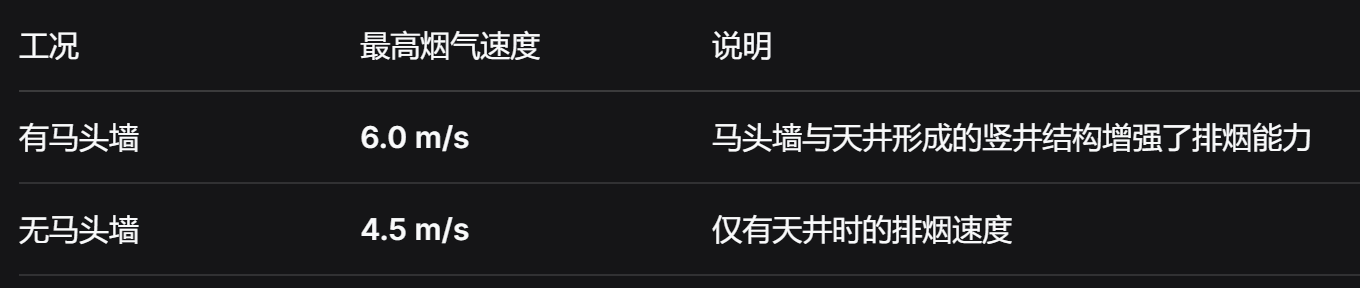 工况 最高烟气速度 说明
有马头墙 6.0 m/s 马头墙与天井形成的竖井结构增强了排烟能力
无马头墙 4.5 m/s 仅有天井时的排烟速度